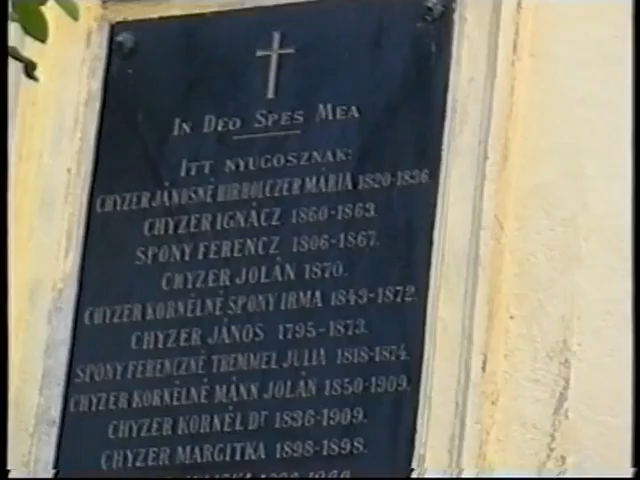 IN DEO SPES MEA
ITT NYUGOSZNAK:
CHYZER JÁNOSNÉ HIRHOLCZER MÁRIA 1820-1836.
CHYZER IGNÁCZ 1860-1863.
SPONY FERENCZ 1806-1867.
CHYZER JOLÁN 1870.
CHYZER KORNÉLNÉ SPONY IRMA 1843-1872.
CHYZER JÁNOS 1795-1873.
SPONY FERENCZNÉ TREMMEL JULIA 1818-1874.
CHYZER KORNÉLNÉ MÁNN JOLÁN 1850-1909.
CHYZER KORNÉL DR 1836-1909.
CHYZER MARGITKA 1898-1898.